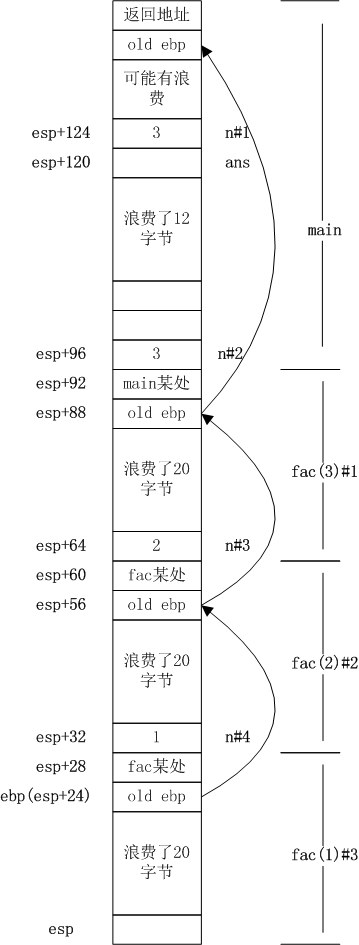 返回地址
old ebp
可能有浪
费
esp+124 3 n#1
esp+120 ans
浪费了12
字节
main
esp+96 3 n#2
esp+92 main某处
esp+88 old ebp
浪费了20
字节
fac(3)#1
esp+64 2 n#3
esp+60 fac某处
esp+56 old ebp
浪费了20
字节
fac(2)#2
esp+32 1 n#4
esp+28 fac某处
ebp(esp+24) old ebp
浪费了20
字节
fac(1)#3
esp